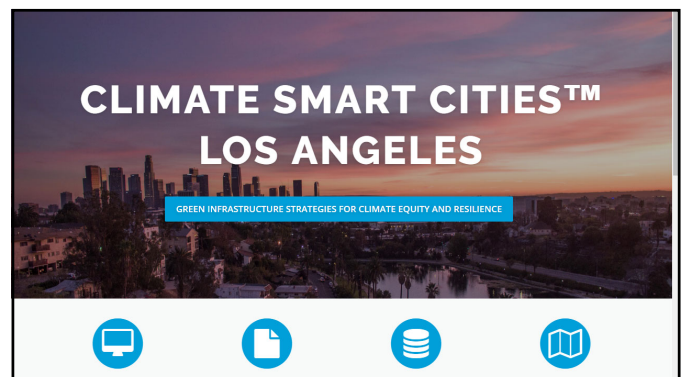 CLIMATE SMART CITIES™
LOS ANGELES
GREEN INFRASTRUCTURE STRATEGIES FOR CLIMATE EQUITY AND RESILIENCE